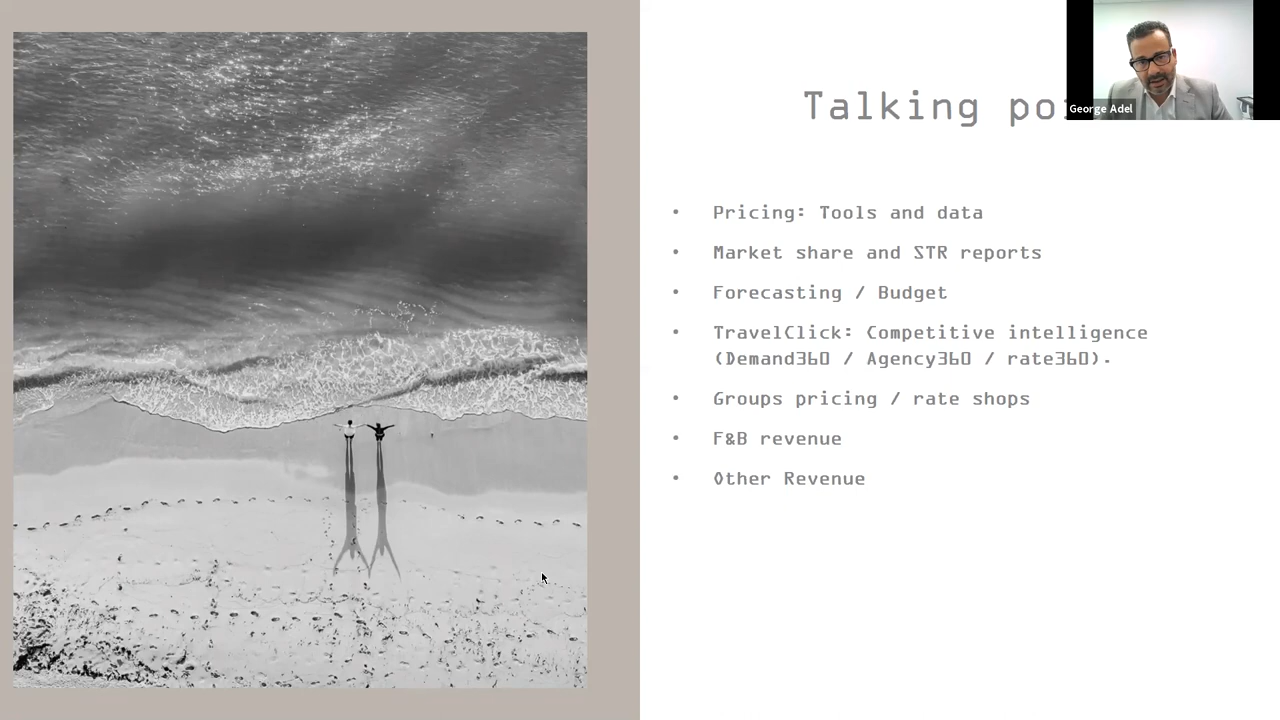 Talking
George Adel
• Pricing: Tools and data
• Market share and STR reports
• Forecasting / Budget
• TravelClick: Competitive intelligence
(Demand360 / Agency360 / rate360).
• Groups pricing / rate shops
• F&B revenue
• Other Revenue